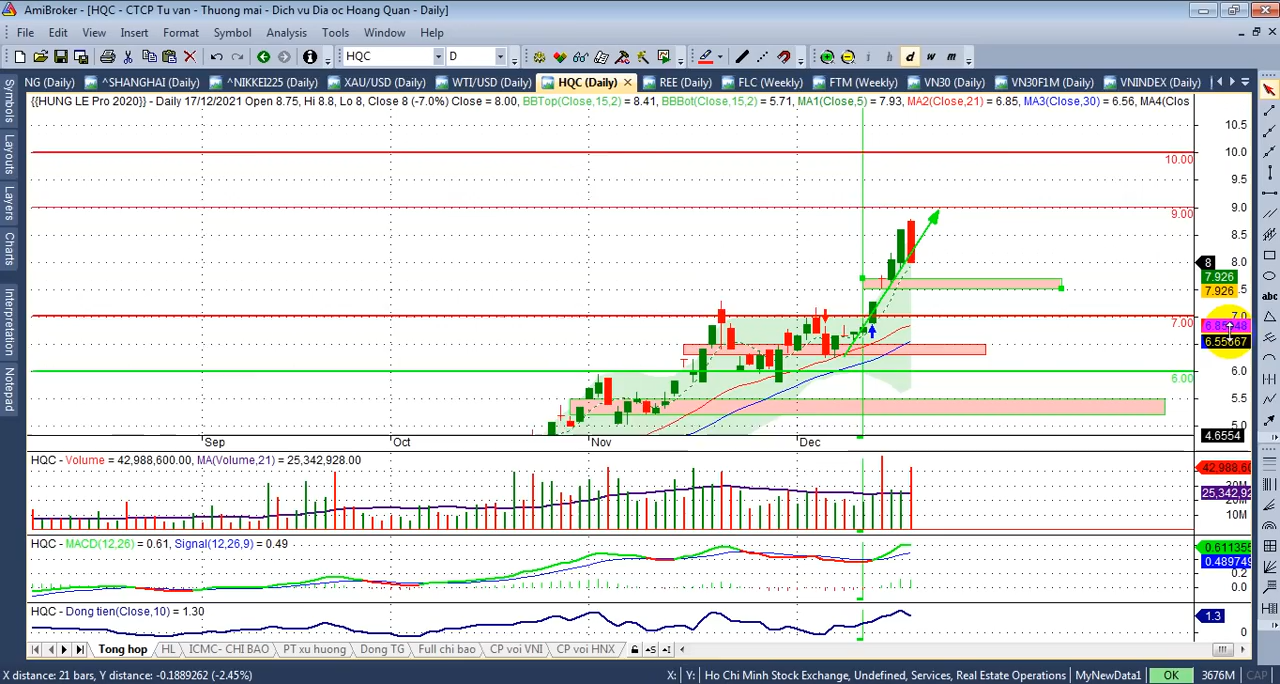 AmiBroker - [HQC - CTCP Tu van - Thuong mai - Dich vu Dia oc Hoang Quan - Daily]
File Edit View Insert Format Symbol Analysis Tools Window Help
HQC D i h i d w m
NG (Daily) ^SHANGHAI (Daily) ^NIKKEI225 (Daily) XAU/USD (Daily) WTI/USD (Daily) HQC (Daily) REE (Daily) FLC (Weekly) FTM (Weekly) VN30 (Daily) VN30F1M (Daily) VNINDEX (Daily)
{{HUNG LE Pro 2020}} - Daily 17/12/2021 Open 8.75, Hi 8.8, Lo 8, Close 8 (-7.0%) Close = 8.00, BBTop(Close,15,2) = 8.41, BBBot(Close,15,2) = 5.71, MA1(Close,5) = 7.93, MA2(Close,21) = 6.85, MA3(Close,30) = 6.56, MA4(Clos
Symbols
Layouts
Layers
Charts
Interpretation
Notepad
10.5
10.0
10.00
9.5
9.0
9.00
8.5
8 8.0
7.926
7.926
7.0
7.00
6.55667
6.0
6.00
5.5
5.0
4.6554
abc
Sep Oct Nov Dec
HQC - Volume = 42,988,600.00, MA(Volume,21) = 25,342,928.00
42,988,60
25,342,92
10M
HQC - MACD(12,26) = 0.61, Signal(12,26,9) = 0.49
0.611355
0.489749
0.2
0.0
HQC - Dong tien(Close,10) = 1.30
1.3
0
Tong hop HL ICMC- CHI BAO PT xu huong Dong TG Full chi bao CP voi VNI CP voi HNX
X distance: 21 bars, Y distance: -0.1889262 (-2.45%) X: Y: Ho Chi Minh Stock Exchange, Undefined, Services, Real Estate Operations MyNewData1 OK 3676M CAP